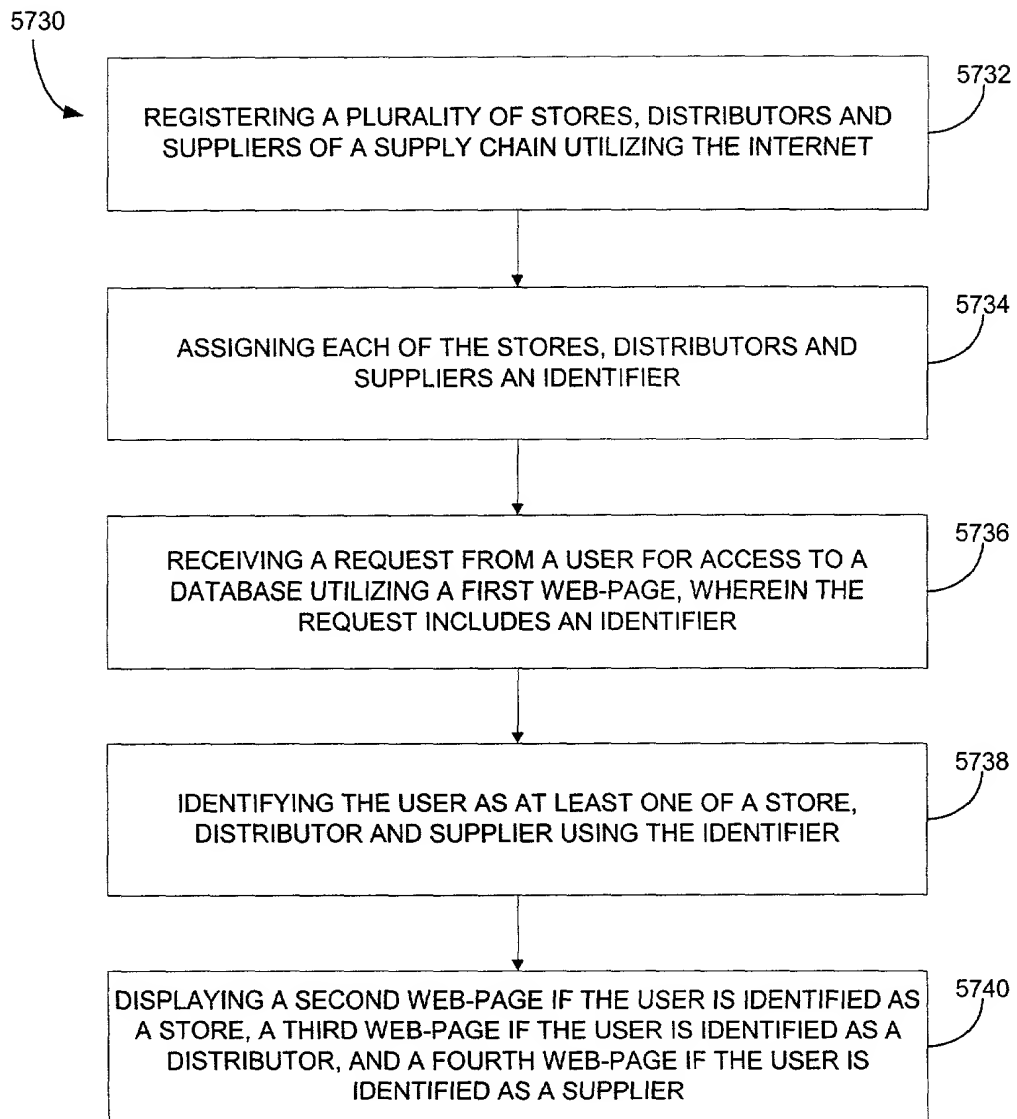 5730
5732
REGISTERING A PLURALITY OF STORES, DISTRIBUTORS AND
SUPPLIERS OF A SUPPLY CHAIN UTILIZING THE INTERNET
5734
ASSIGNING EACH OF THE STORES, DISTRIBUTORS AND
SUPPLIERS AN IDENTIFIER
5736
RECEIVING A REQUEST FROM A USER FOR ACCESS TO A
DATABASE UTILIZING A FIRST WEB-PAGE, WHEREIN THE
REQUEST INCLUDES AN IDENTIFIER
5738
IDENTIFYING THE USER AS AT LEAST ONE OF A STORE,
DISTRIBUTOR AND SUPPLIER USING THE IDENTIFIER
5740
DISPLAYING A SECOND WEB-PAGE IF THE USER IS IDENTIFIED AS
A STORE, A THIRD WEB-PAGE IF THE USER IS IDENTIFIED AS A
DISTRIBUTOR, AND A FOURTH WEB-PAGE IF THE USER IS
IDENTIFIED AS A SUPPLIER